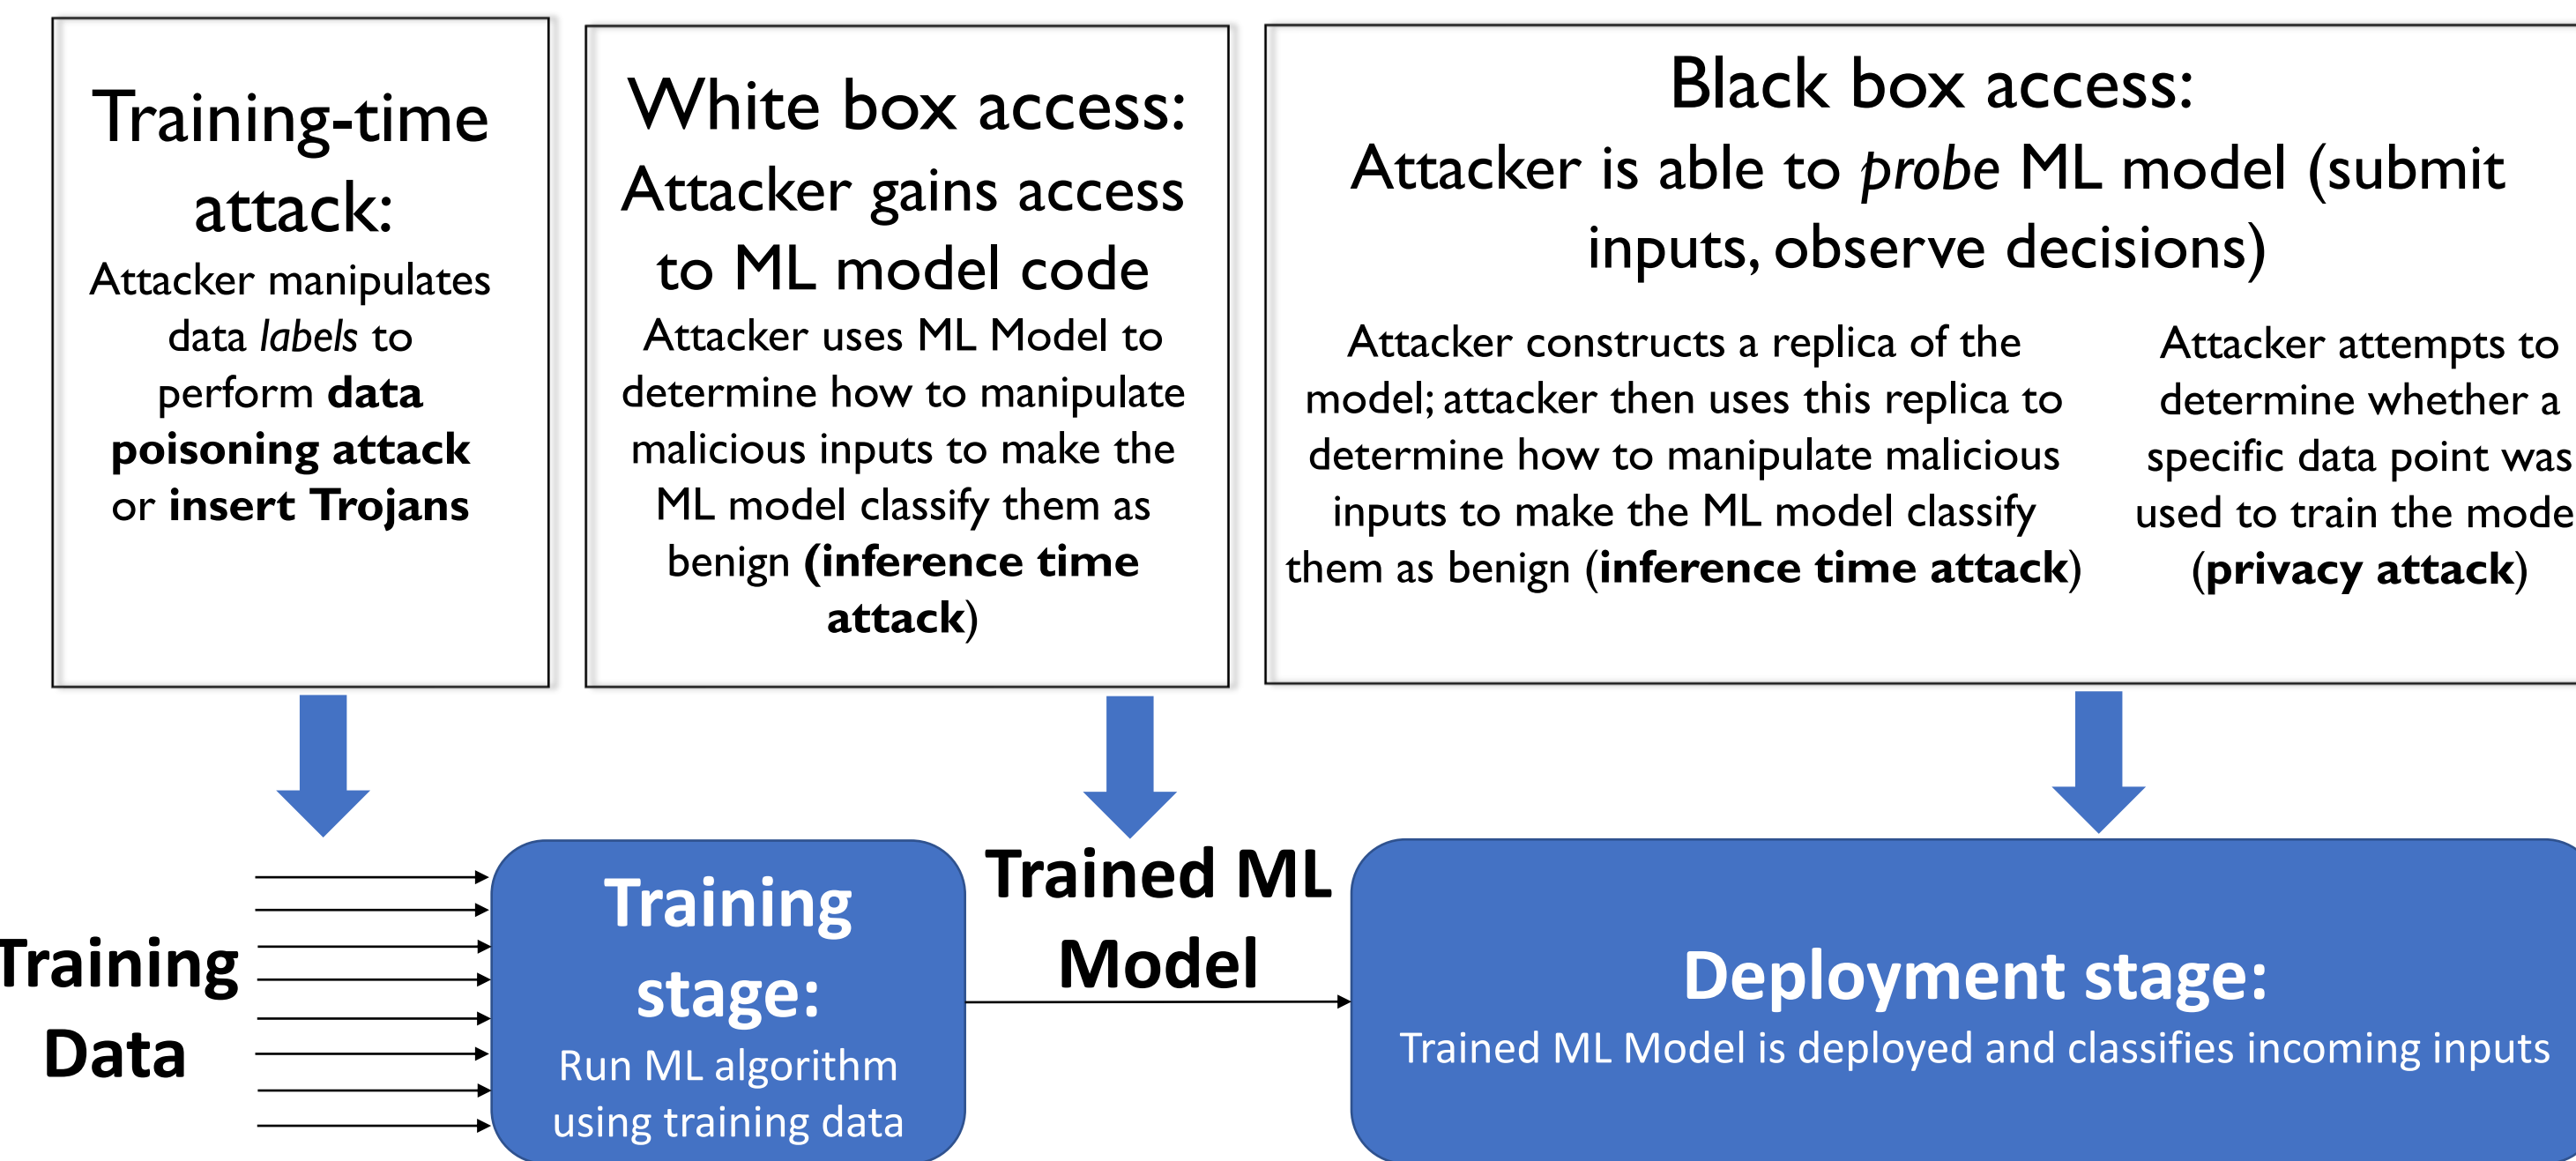 Training-time
attack:
Attacker manipulates
data labels to
perform data
poisoning attack
or insert Trojans
White box access:
Attacker gains access
to ML model code
Attacker uses ML Model to
determine how to manipulate
malicious inputs to make the
ML model classify them as
benign (inference time
attack)
Black box access:
Attacker is able to probe ML model (submit
inputs, observe decisions)
Attacker constructs a replica of the
model; attacker then uses this replica to
determine how to manipulate malicious
inputs to make the ML model classify
them as benign (inference time attack)
Attacker attempts to
determine whether a
specific data point was
used to train the mode
(privacy attack)
Training
Data
Training
stage:
Run ML algorithm
using training data
Trained ML
Model
Deployment stage:
Trained ML Model is deployed and classifies incoming inputs